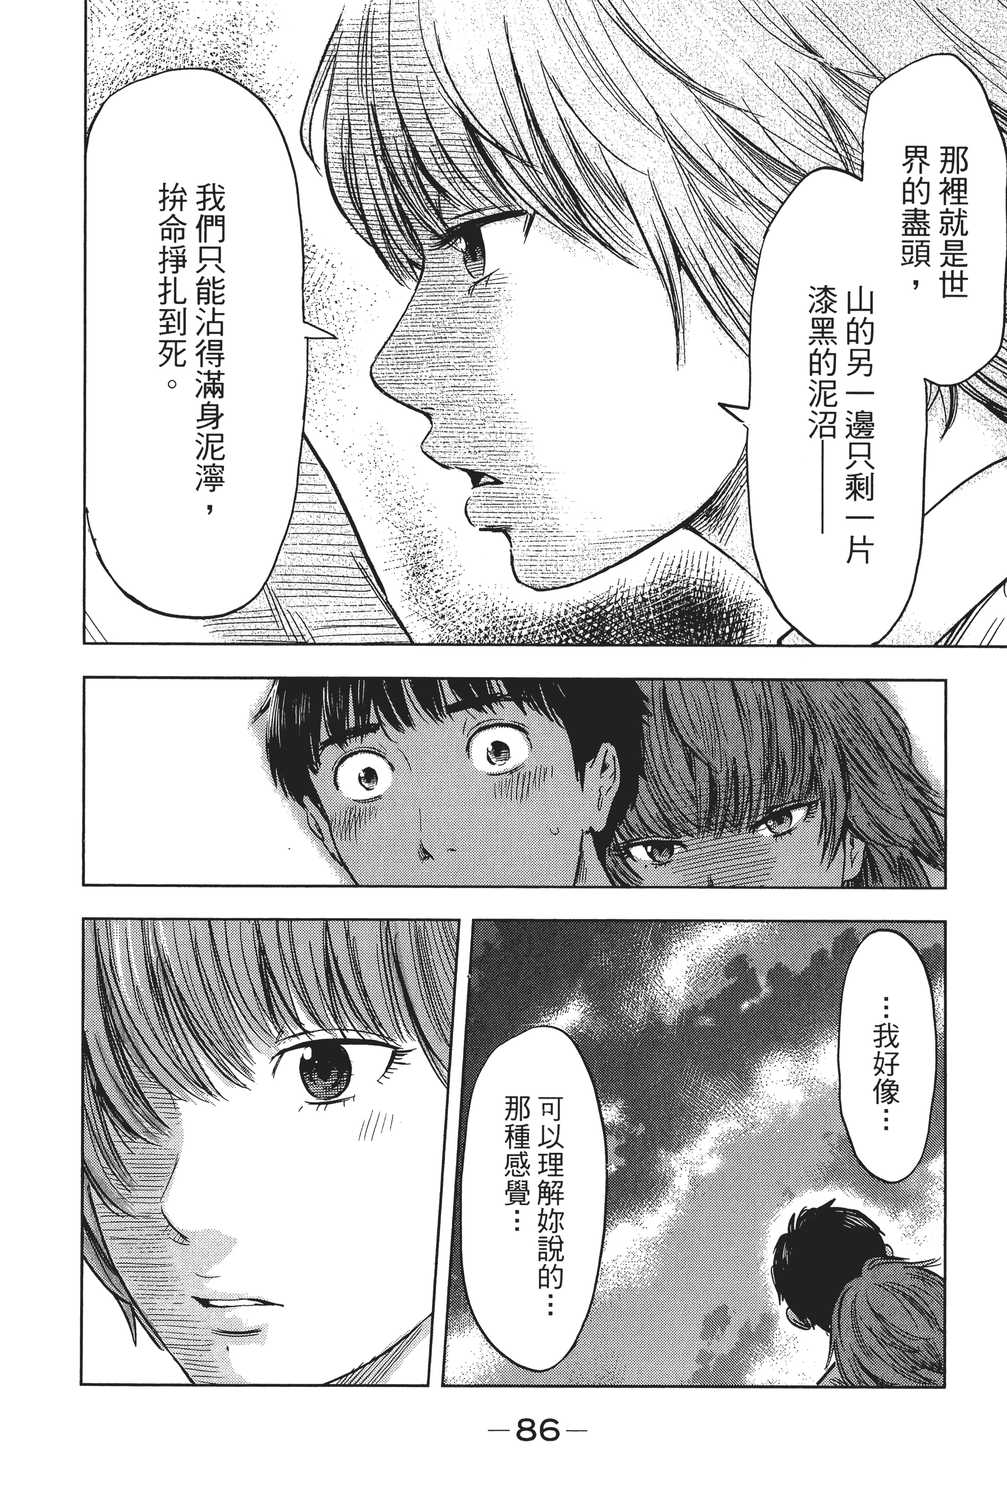 那裡就是世
界的盡頭，
山的另一邊只剩一片
漆黑的泥沼——
我們只能沾得滿身泥濘，
拚命掙扎到死。
…我好像…
可以理解妳說的…
那種感覺…
—86—